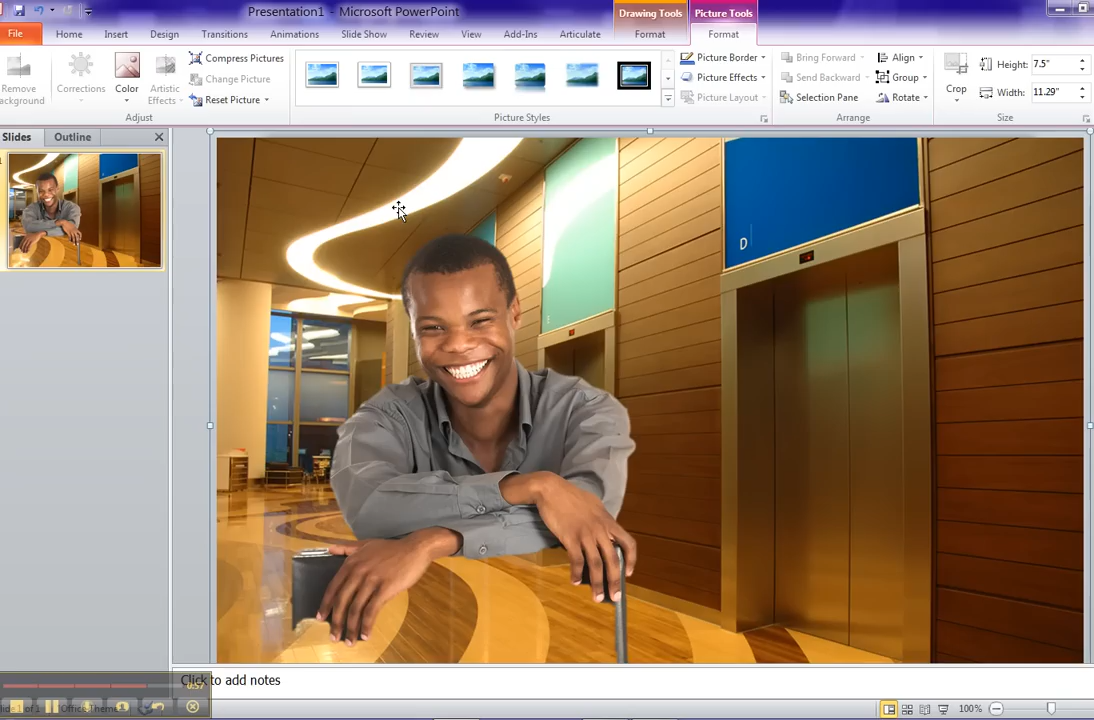 Presentation1 - Microsoft PowerPoint
Drawing Tools
Picture Tools
File
Home
Insert
Design
Transitions
Animations
Slide Show
Review
View
Add-Ins
Articulate
Format
Format
Remove
Background
Corrections
Color
Artistic
Effects
Compress Pictures
Change Picture
Reset Picture
Picture Border
Picture Effects
Picture Layout
Bring Forward
Send Backward
Selection Pane
Align
Group
Rotate
Crop
Height: 7.5"
Width: 11.29"
Adjust
Picture Styles
Arrange
Size
Slides
Outline
D
E
0:57
Click to add notes
100%